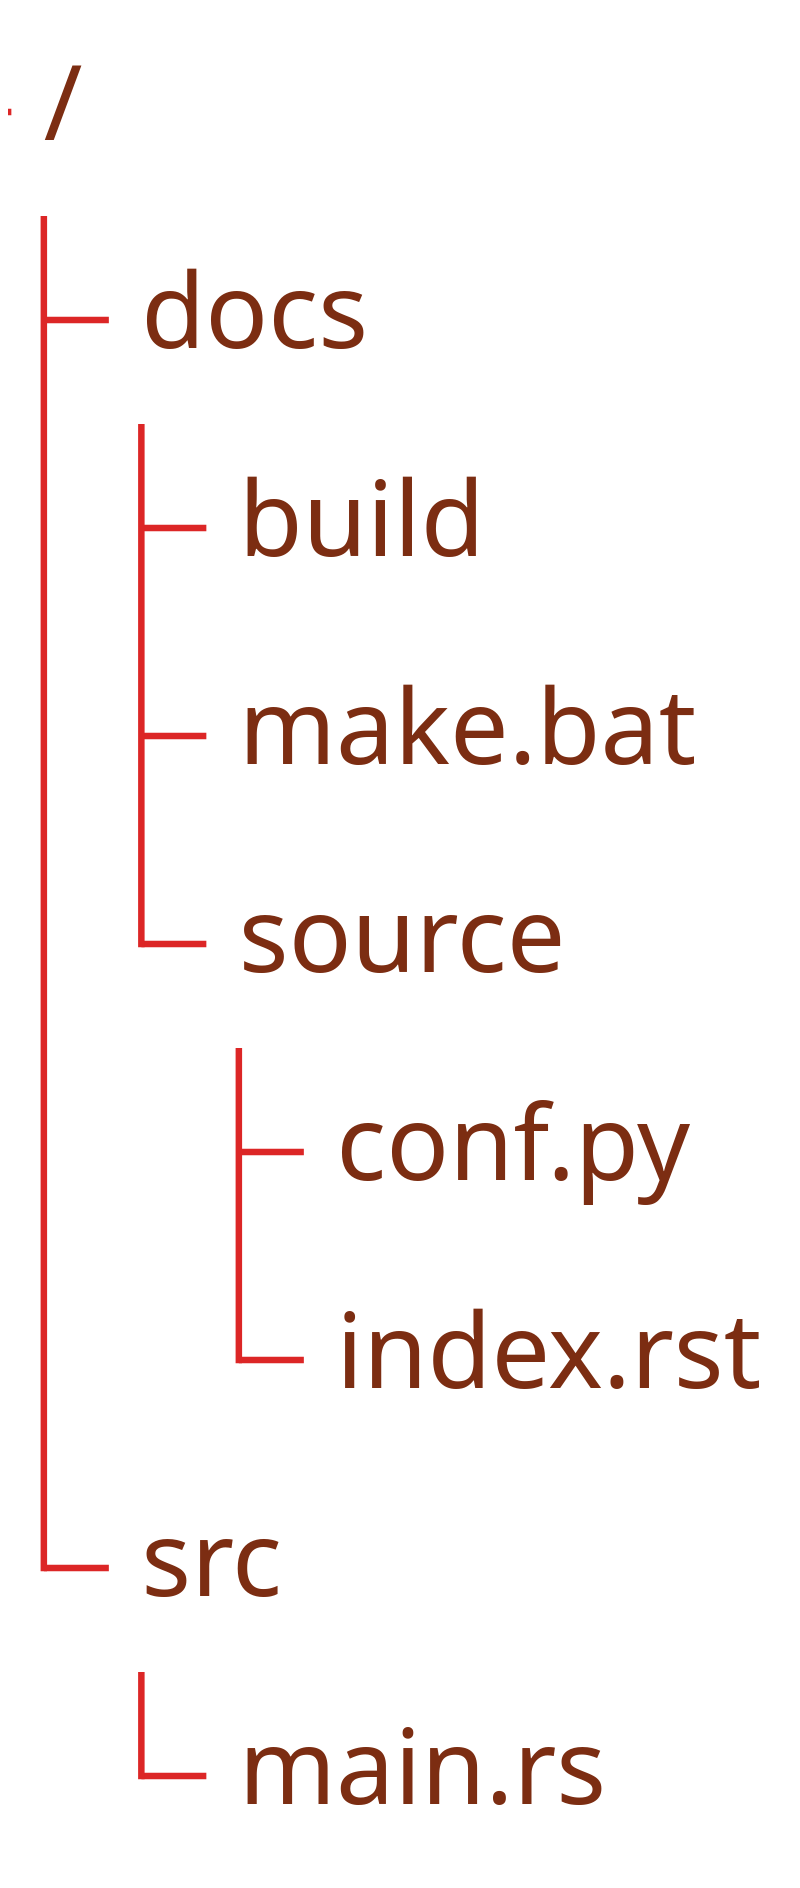 /
docs
build
make.bat
source
conf.py
index.rst
src
main.rs